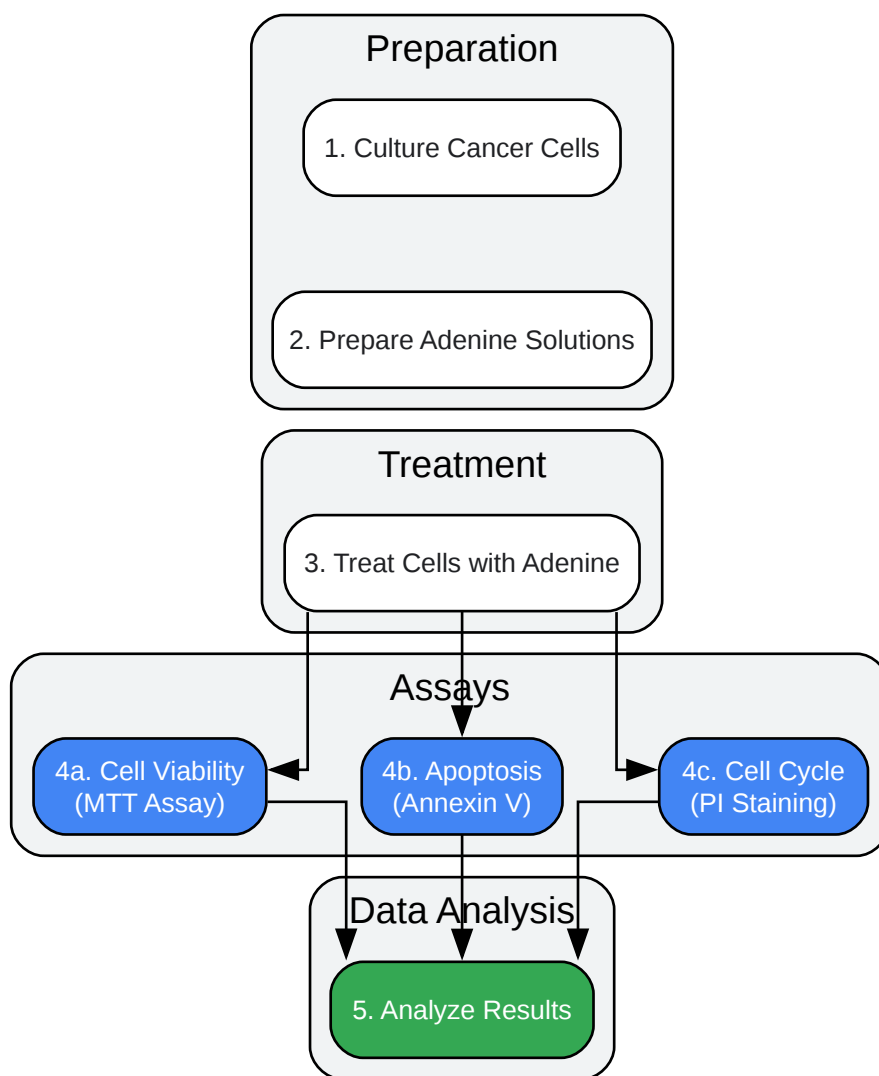 Preparation
1. Culture Cancer Cells
2. Prepare Adenine Solutions
Treatment
3. Treat Cells with Adenine
Assays
4a. Cell Viability
(MTT Assay)
4b. Apoptosis
(Annexin V)
4c. Cell Cycle
(PI Staining)
Data Analysis
5. Analyze Results